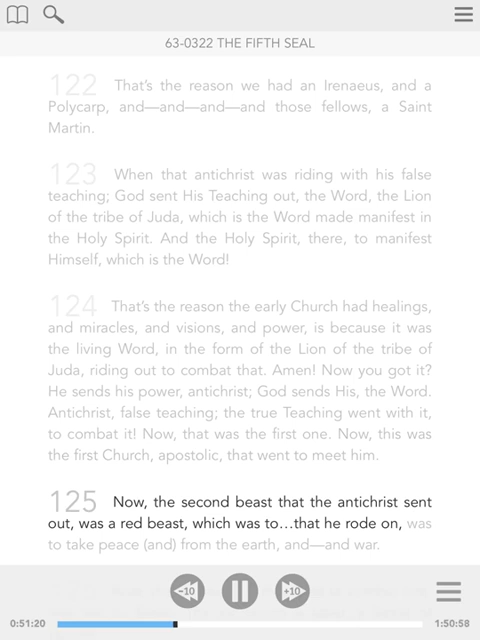 63-0322 THE FIFTH SEAL
122 That's the reason we had an Irenaeus, and a
Polycarp, and—and—and—and those fellows, a Saint
Martin.
123 When that antichrist was riding with his false
teaching; God sent His Teaching out, the Word, the Lion
of the tribe of Juda, which is the Word made manifest in
the Holy Spirit. And the Holy Spirit, there, to manifest
Himself, which is the Word!
124 That's the reason the early Church had healings,
and miracles, and visions, and power, is because it was
the living Word, in the form of the Lion of the tribe of
Juda, riding out to combat that. Amen! Now you got it?
He sends his power, antichrist; God sends His, the Word.
Antichrist, false teaching; the true Teaching went with it,
to combat it! Now, that was the first one. Now, this was
the first Church, apostolic, that went to meet him.
125 Now, the second beast that the antichrist sent
out, was a red beast, which was to…that he rode on, was
to take peace (and) from the earth, and—and war.
-10
+10
0:51:20
1:50:58